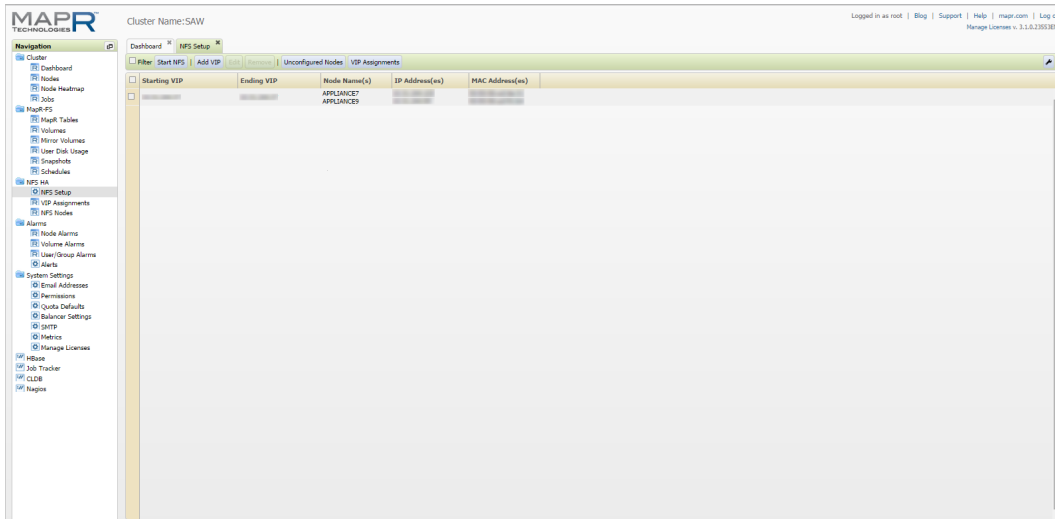 MAPR
TECHNOLOGIES
Cluster Name:SAW
Logged in as root | Blog | Support | Help | mapr.com | Log
Manage Licenses v. 3.1.0.23553
Navigation
Cluster
Dashboard
Nodes
Node Heatmap
Jobs
MapR-FS
MapR Tables
Volumes
Mirror Volumes
User Disk Usage
Snapshots
Schedules
NFS HA
NFS Setup
VIP Assignments
NFS Nodes
Alarms
Node Alarms
Volume Alarms
User/Group Alarms
Alerts
System Settings
Email Addresses
Permissions
Quota Defaults
Balancer Settings
SMTP
Metrics
Manage Licenses
HBase
Job Tracker
CLDB
Nagios
Dashboard NFS Setup
Filter Start NFS | Add VIP Edit Remove | Unconfigured Nodes VIP Assignments
Starting VIP Ending VIP Node Name(s) IP Address(es) MAC Address(es)
APPLIANCE7
APPLIANCE9